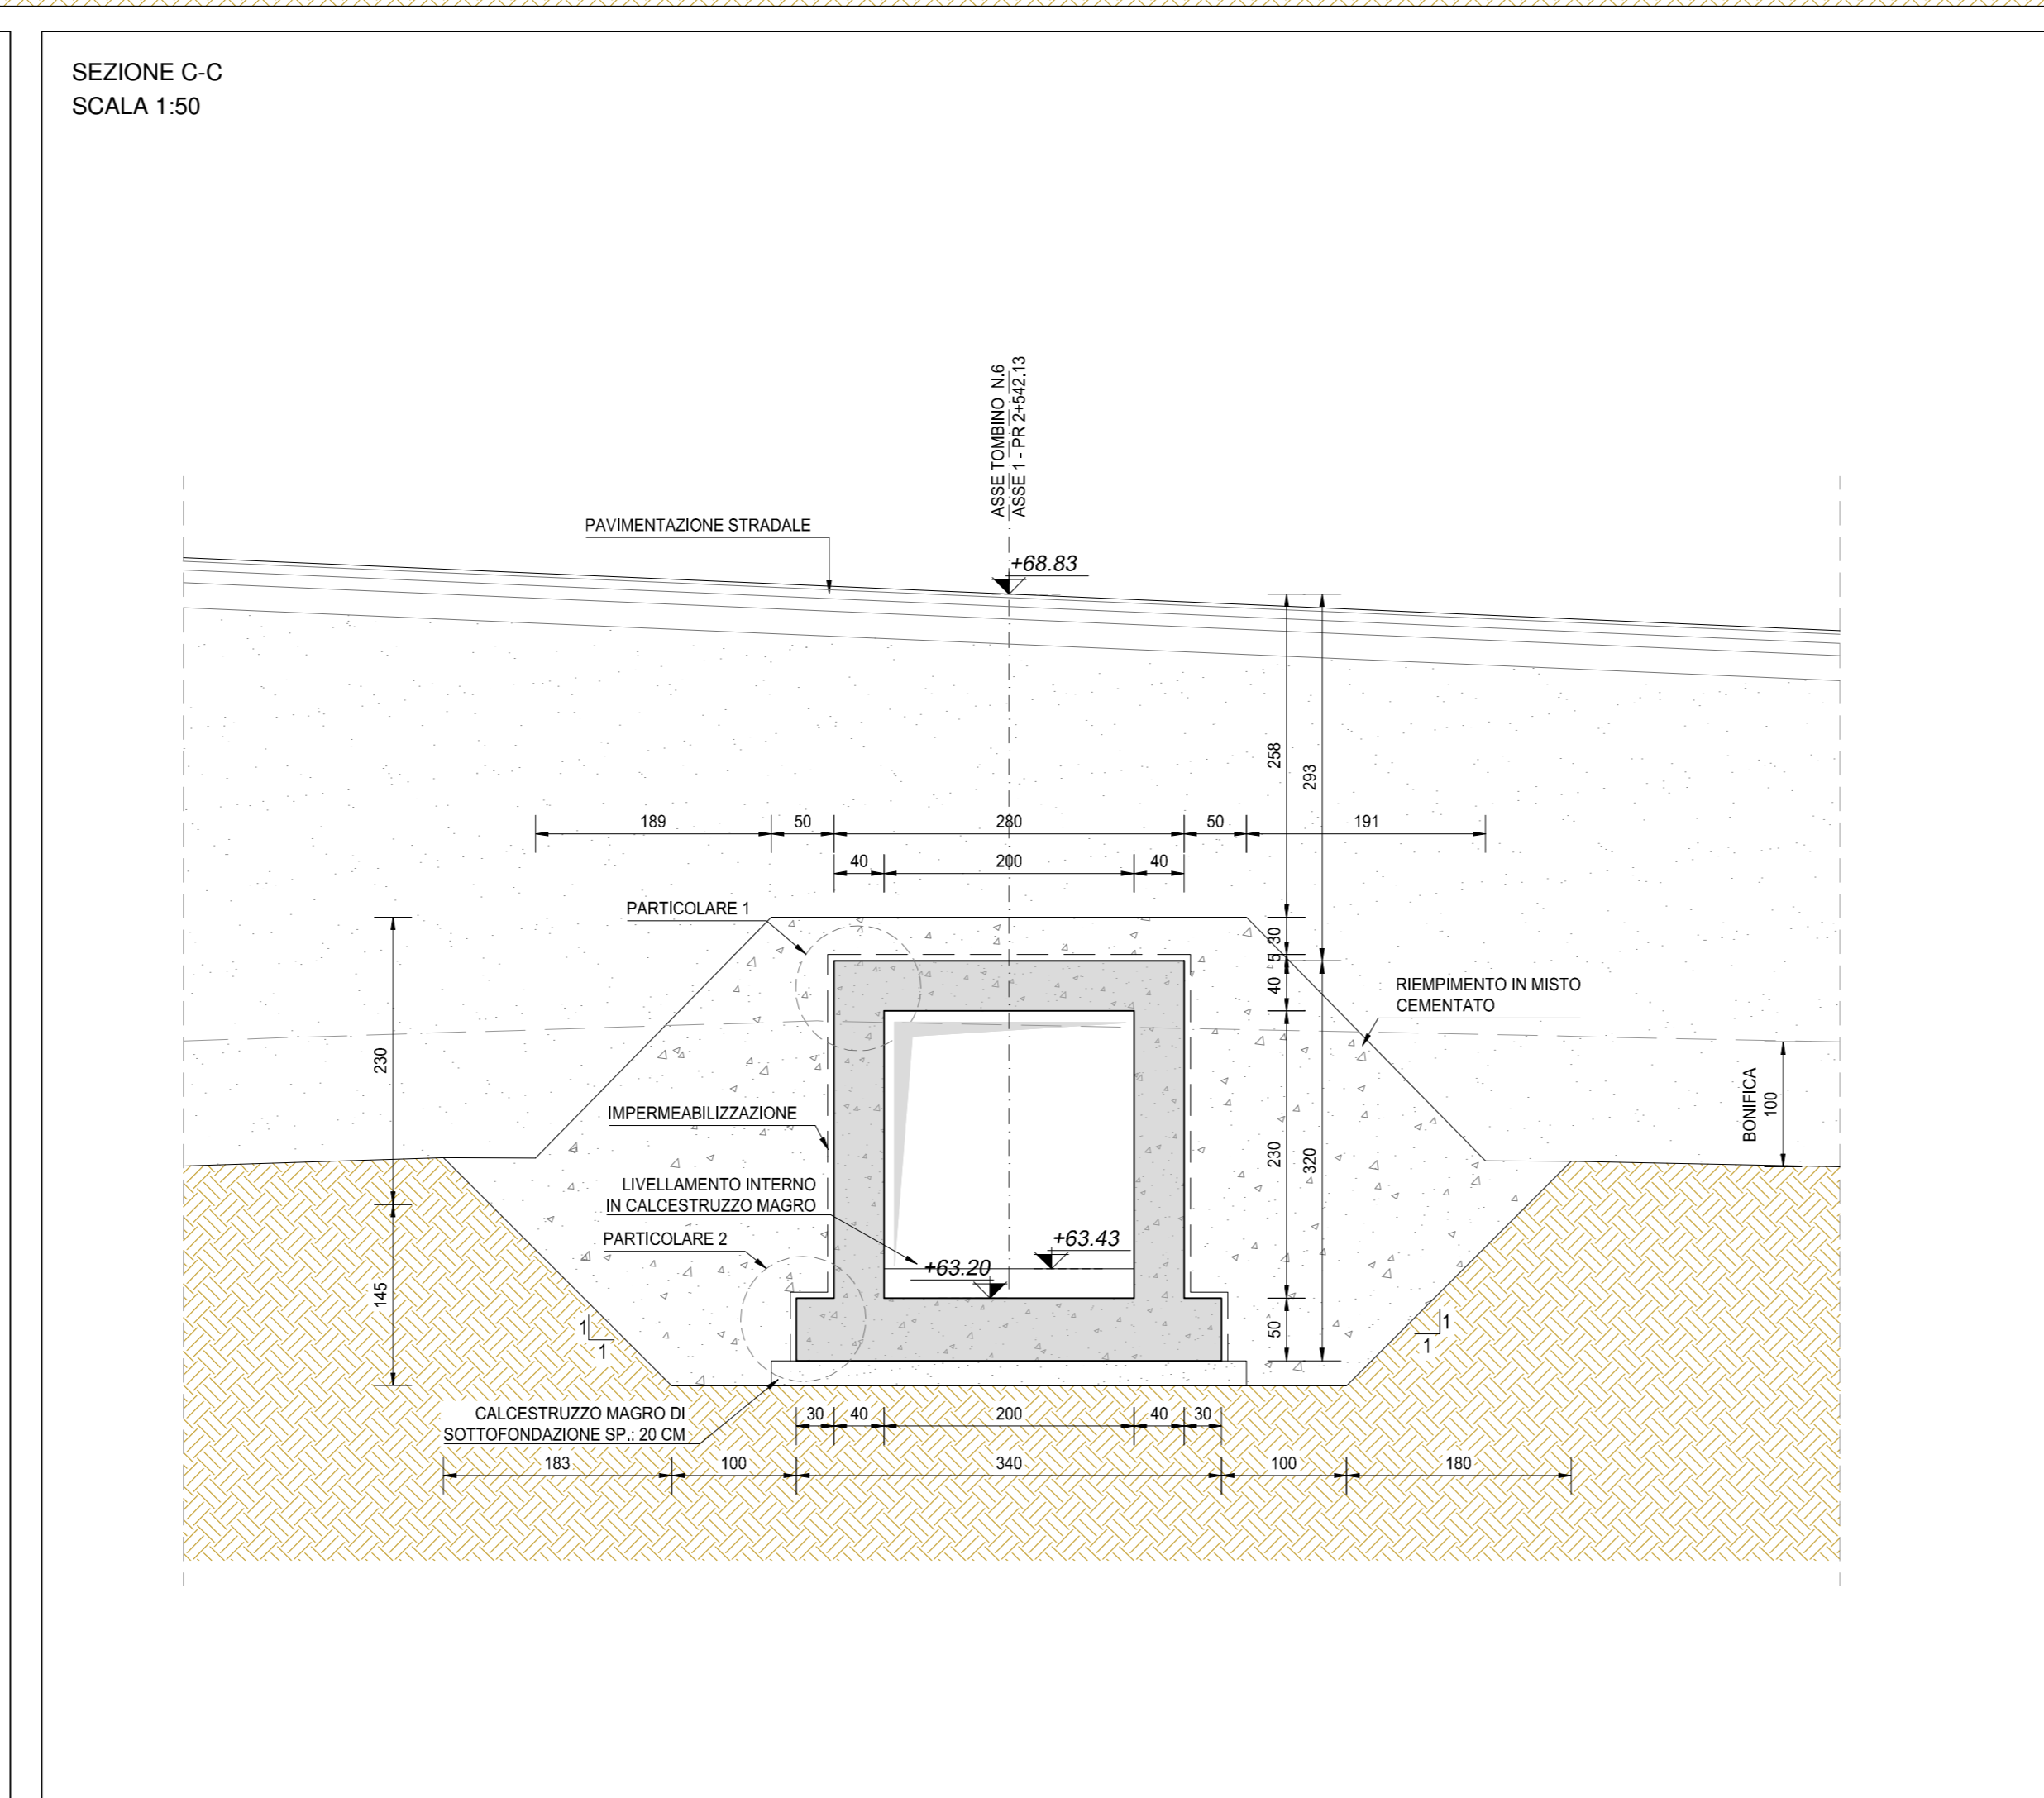 SEZIONE C-C
SCALA 1:50
ASSE TOMBINO N.6
ASSE 1 - PR 2+542.13
PAVIMENTAZIONE STRADALE
+68.83
258
293
189
50
280
50
191
40
200
40
PARTICOLARE 1
30
5
40
RIEMPIMENTO IN MISTO
CEMENTATO
230
BONIFICA
100
IMPERMEABILIZZAZIONE
230
320
LIVELLAMENTO INTERNO
IN CALCESTRUZZO MAGRO
PARTICOLARE 2
+63.43
+63.20
145
50
1
1
1
1
CALCESTRUZZO MAGRO DI
SOTTOFONDAZIONE SP.: 20 CM
30
40
200
40
30
183
100
340
100
180